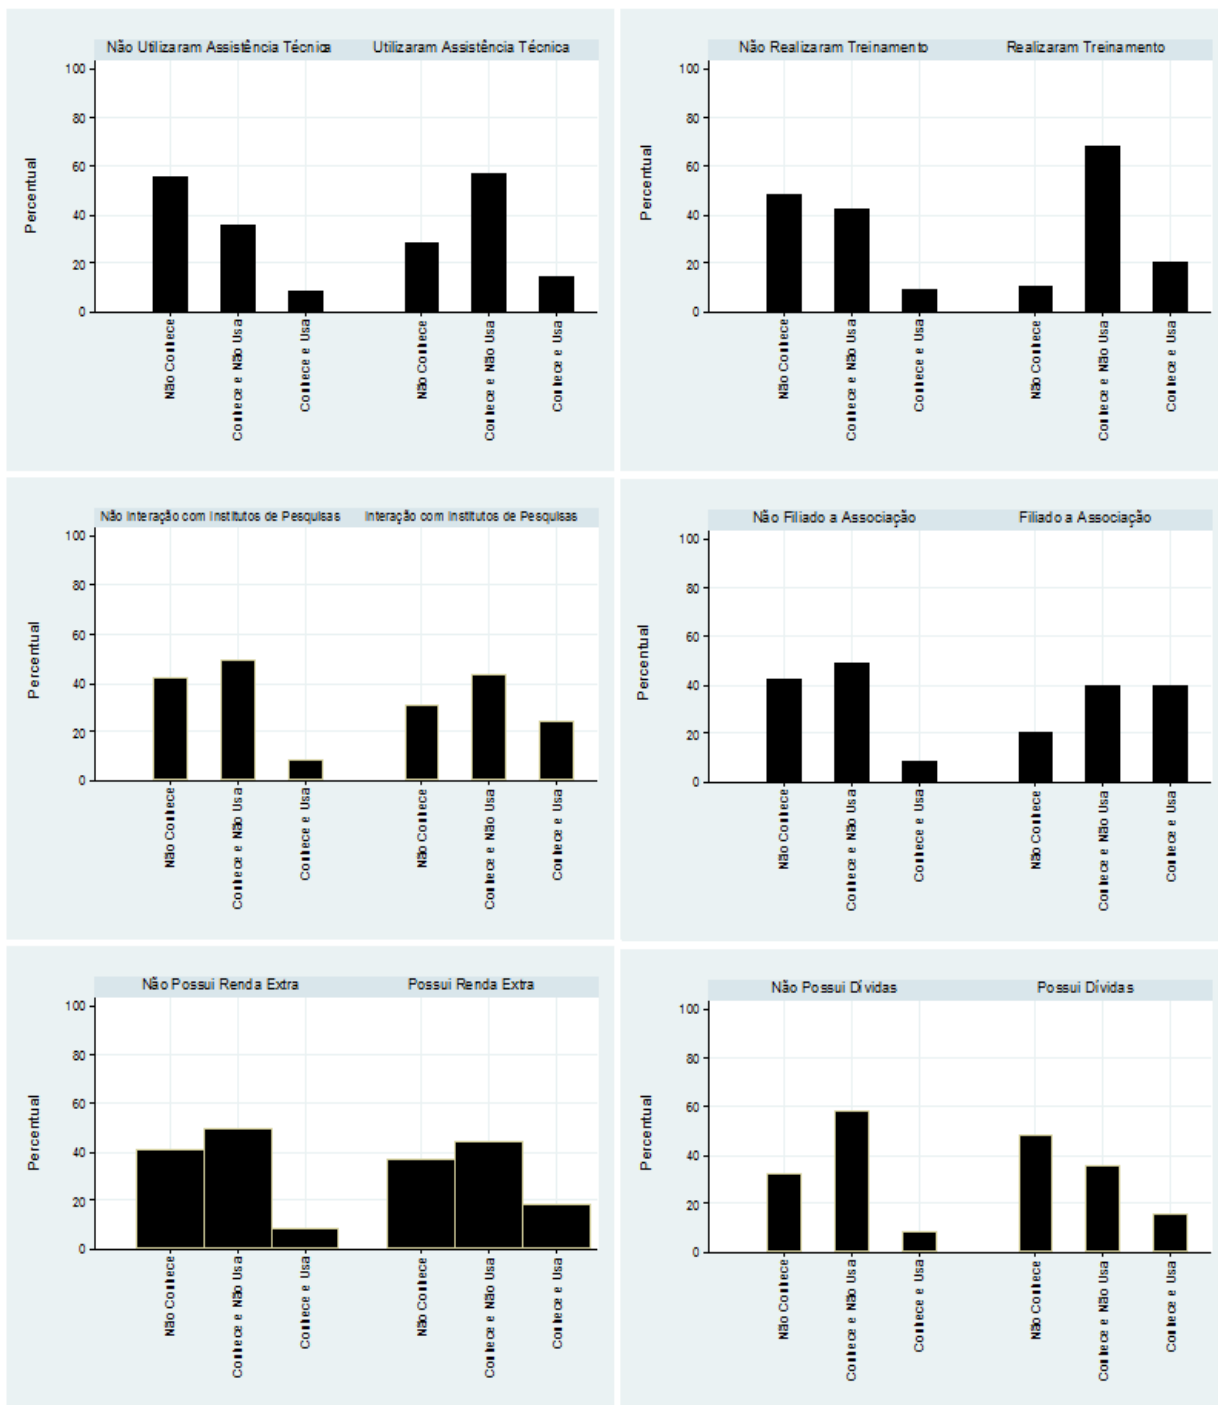 Não Utilizaram Assistência Técnica Utilizaram Assistência Técnica
Percentual
100
80
60
40
20
0
Não Conhece
Conhece e Não Usa
Conhece e Usa
Não Conhece
Conhece e Não Usa
Conhece e Usa
Não Realizaram Treinamento Realizaram Treinamento
Percentual
100
80
60
40
20
0
Não Conhece
Conhece e Não Usa
Conhece e Usa
Não Conhece
Conhece e Não Usa
Conhece e Usa
Não Interação com Institutos de Pesquisas Interação com Institutos de Pesquisas
Percentual
100
80
60
40
20
0
Não Conhece
Conhece e Não Usa
Conhece e Usa
Não Conhece
Conhece e Não Usa
Conhece e Usa
Não Filiado a Associação Filiado a Associação
Percentual
100
80
60
40
20
0
Não Conhece
Conhece e Não Usa
Conhece e Usa
Não Conhece
Conhece e Não Usa
Conhece e Usa
Não Possui Renda Extra Possui Renda Extra
Percentual
100
80
60
40
20
0
Não Conhece
Conhece e Não Usa
Conhece e Usa
Não Conhece
Conhece e Não Usa
Conhece e Usa
Não Possui Dívidas Possui Dívidas
Percentual
100
80
60
40
20
0
Não Conhece
Conhece e Não Usa
Conhece e Usa
Não Conhece
Conhece e Não Usa
Conhece e Usa